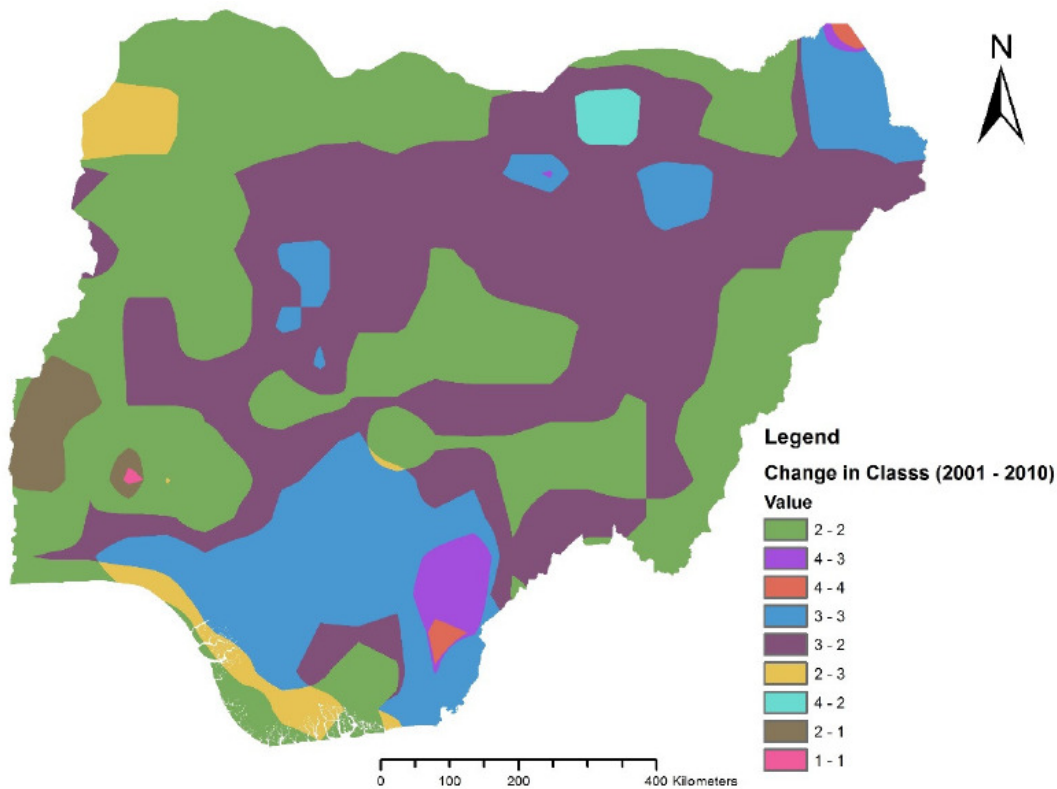 N
Legend
Change in Classs (2001 - 2010)
Value
2 - 2
4 - 3
4 - 4
3 - 3
3 - 2
2 - 3
4 - 2
2 - 1
1 - 1
0 100 200 400 Kilometers